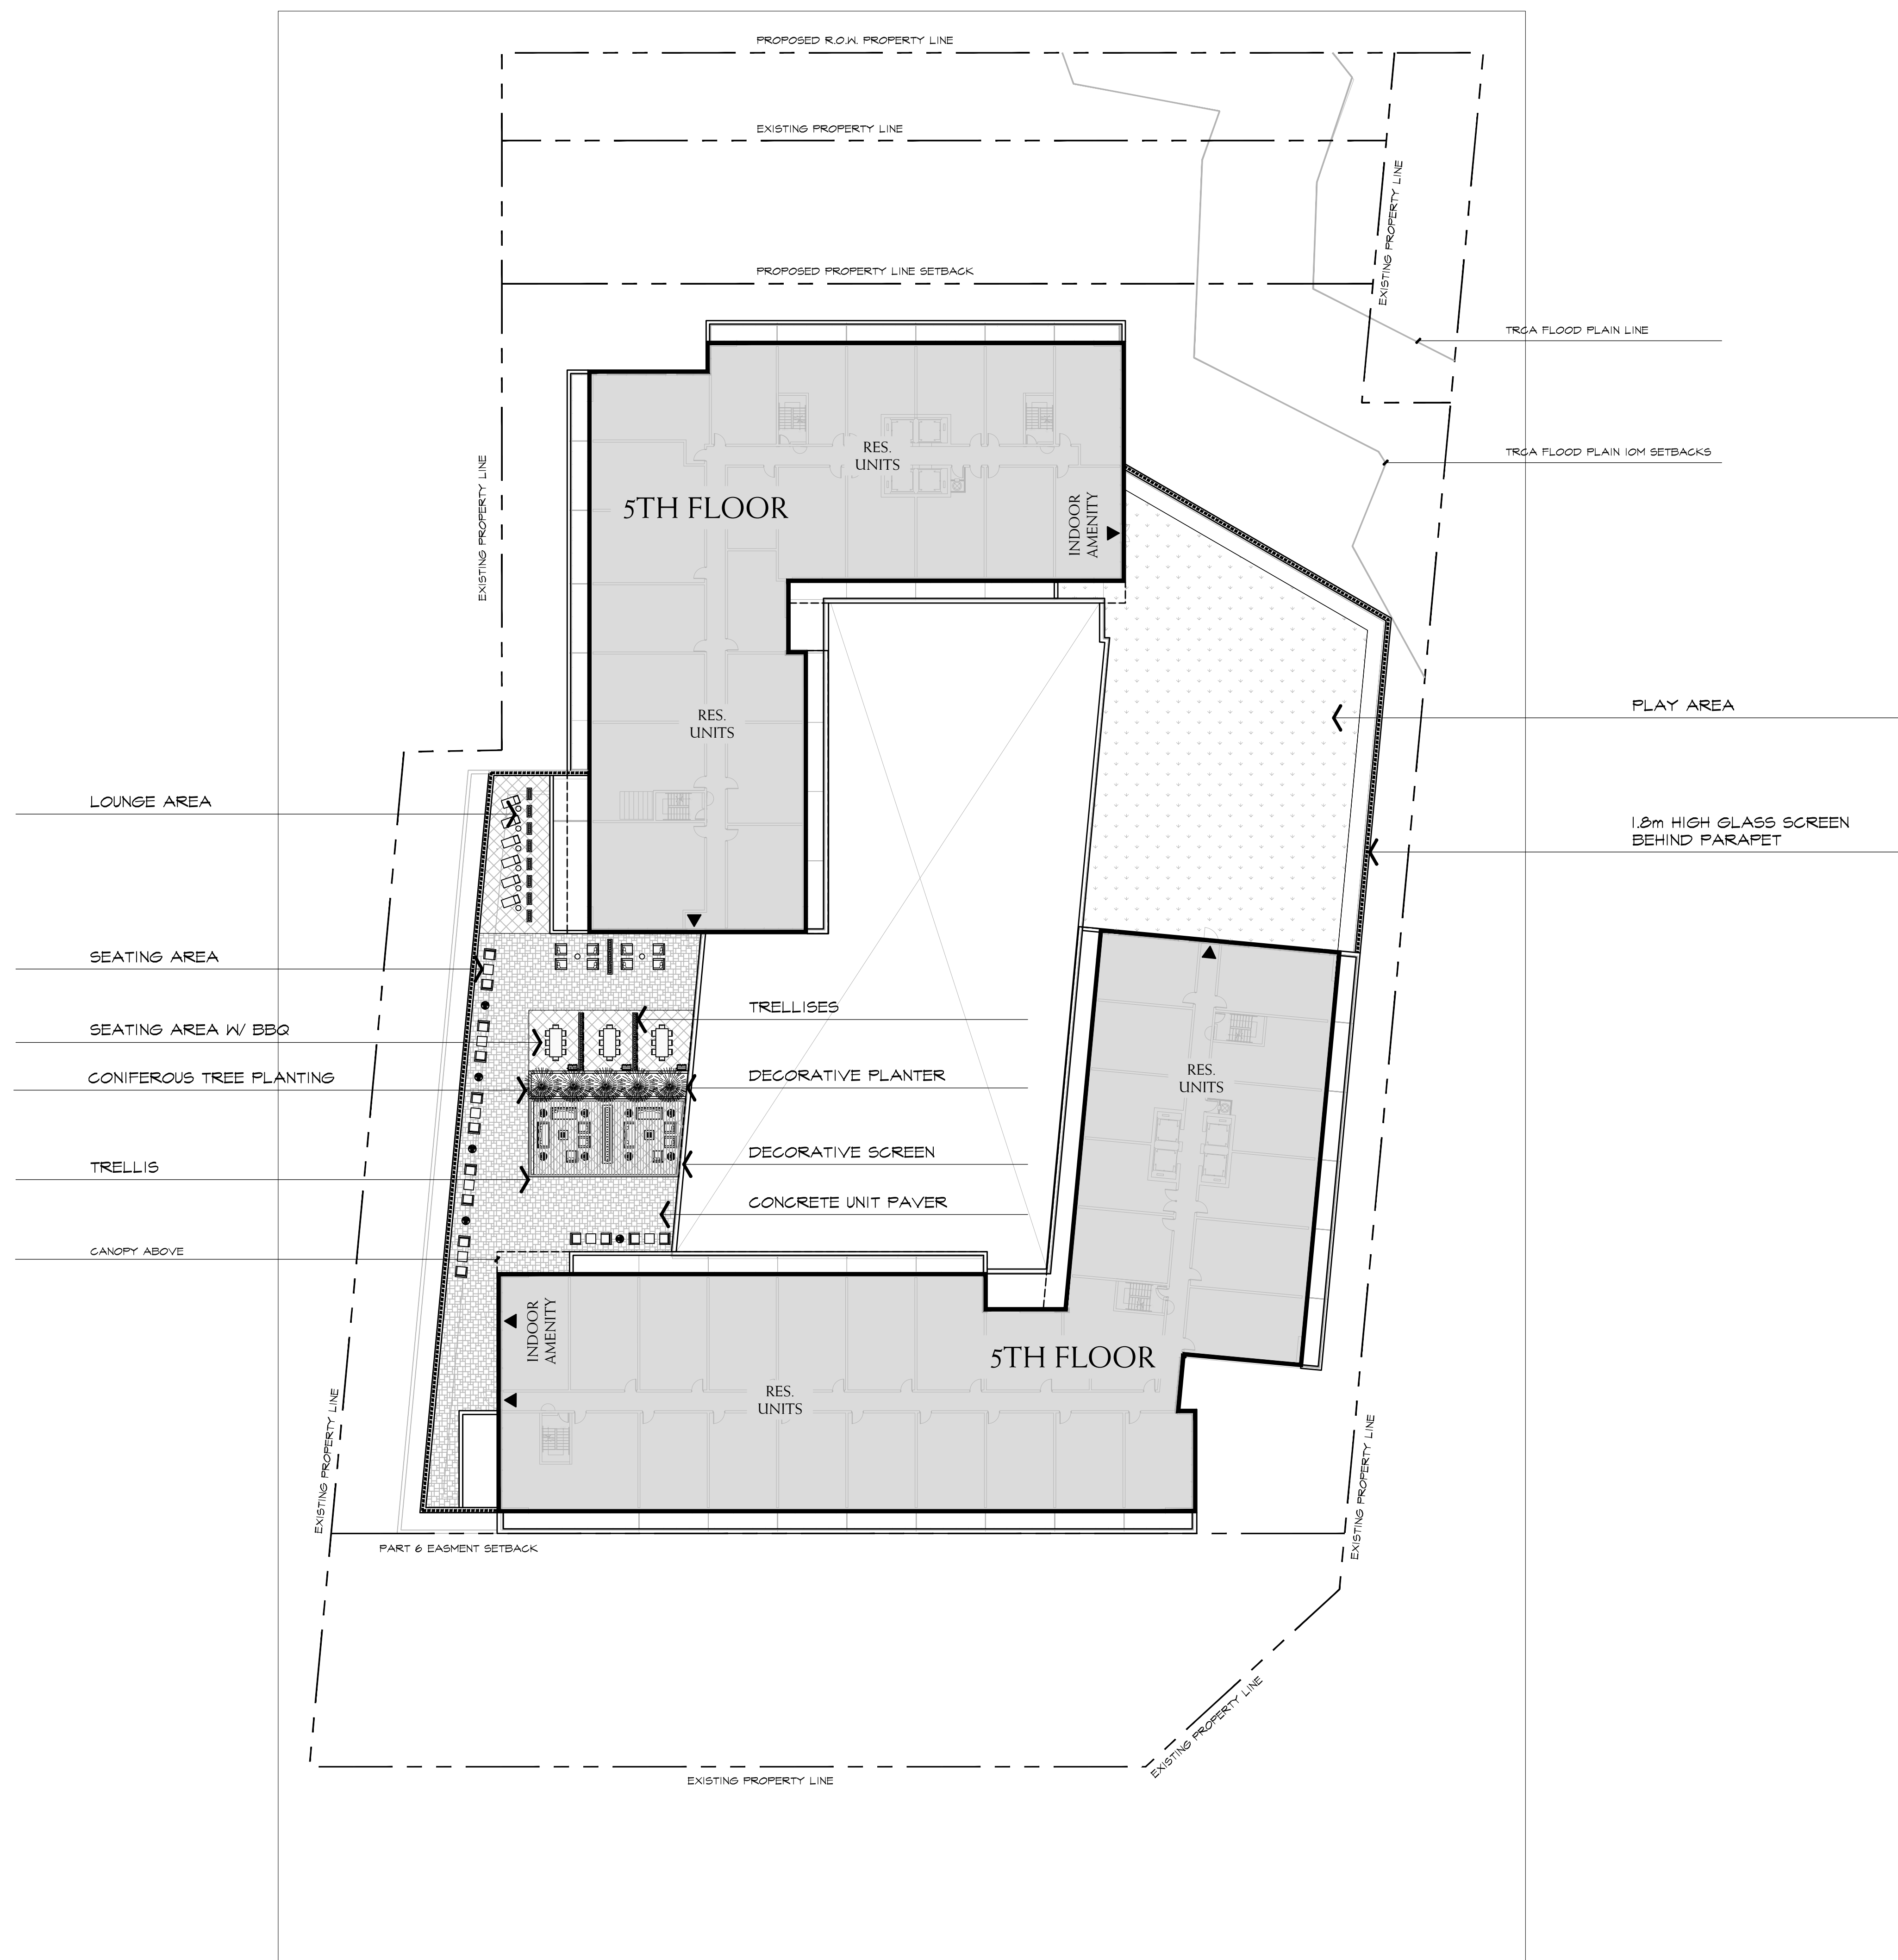 PROPOSED R.O.W. PROPERTY LINE
EXISTING PROPERTY LINE
EXISTING PROPERTY LINE
PROPOSED PROPERTY LINE SETBACK
TRCA FLOOD PLAIN LINE
TRCA FLOOD PLAIN 10M SETBACKS
EXISTING PROPERTY LINE
RES.
UNITS
5TH FLOOR
INDOOR
AMENITY
RES.
UNITS
PLAY AREA
1.8m HIGH GLASS SCREEN
BEHIND PARAPET
LOUNGE AREA
SEATING AREA
SEATING AREA W/ BBQ
CONIFEROUS TREE PLANTING
TRELLIS
CANOPY ABOVE
TRELLISES
DECORATIVE PLANTER
DECORATIVE SCREEN
CONCRETE UNIT PAVER
RES.
UNITS
INDOOR
AMENITY
5TH FLOOR
RES.
UNITS
EXISTING PROPERTY LINE
EXISTING PROPERTY LINE
PART 6 EASMENT SETBACK
EXISTING PROPERTY LINE
EXISTING PROPERTY LINE